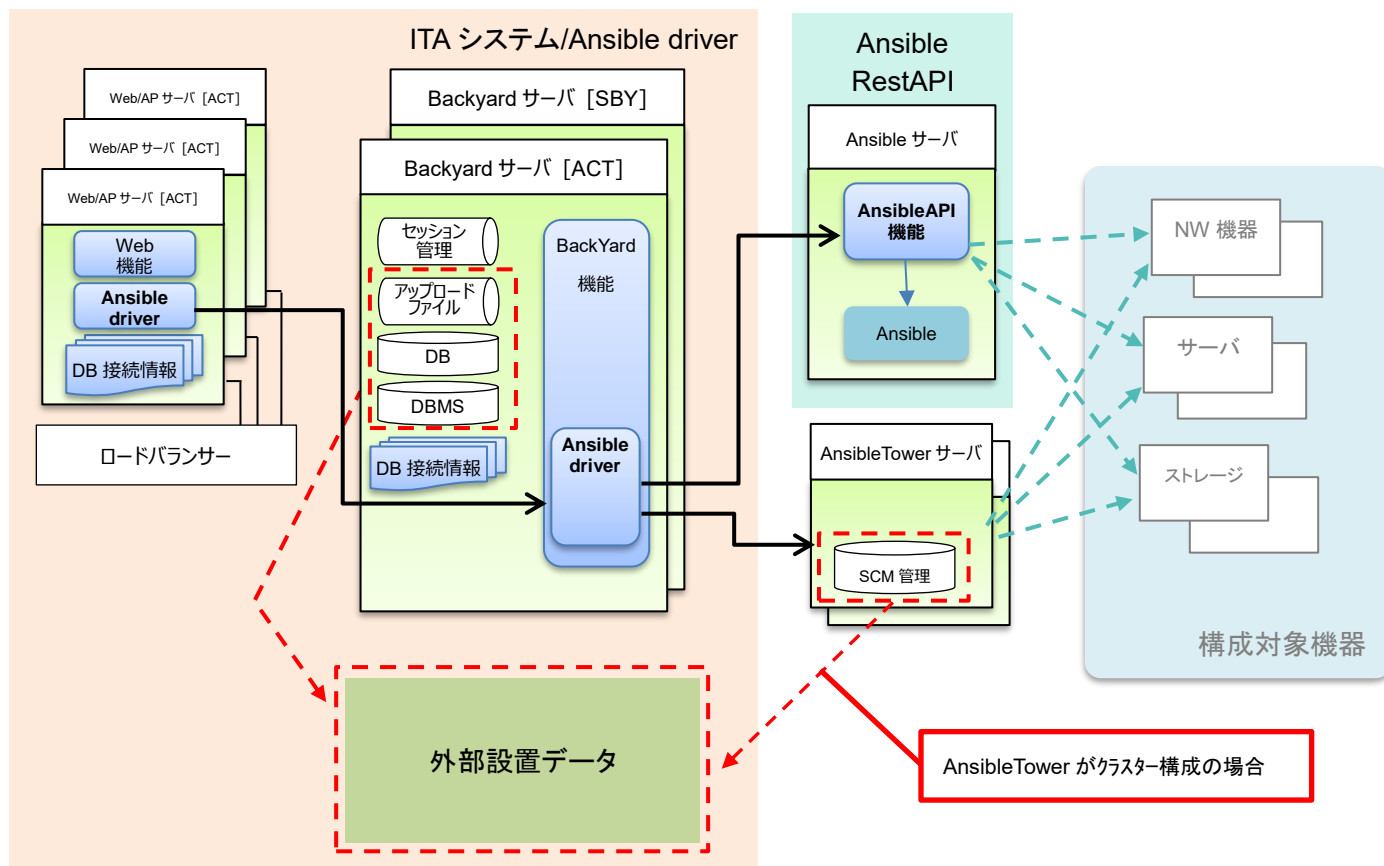 ITA システム/Ansible driver
Web/AP サーバ [ACT]
Web/AP サーバ [ACT]
Web/AP サーバ [ACT]
Web
機能
Ansible
driver
DB 接続情報
ロードバランサー
Backyard サーバ [SBY]
Backyard サーバ [ACT]
セッション
管理
アップロード
ファイル
DB
DBMS
DB 接続情報
BackYard
機能
Ansible
driver
外部設置データ
Ansible
RestAPI
Ansible サーバ
AnsibleAPI
機能
Ansible
AnsibleTower サーバ
SCM 管理
NW 機器
サーバ
ストレージ
構成対象機器
AnsibleTower がクラスター構成の場合